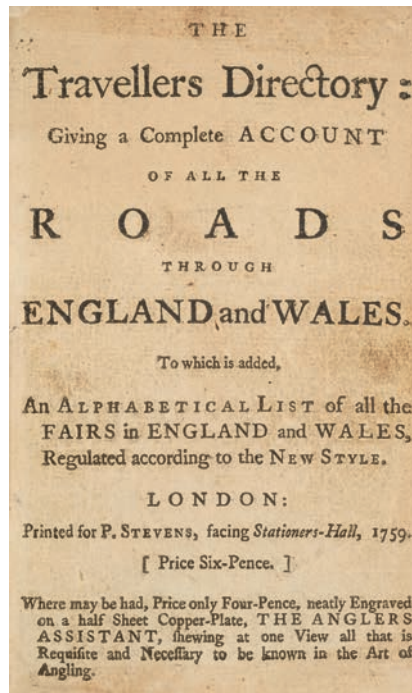 THE
Travellers Directory:
Giving a Complete ACCOUNT
OF ALL THE
ROADS
THROUGH
ENGLAND and WALES.
To which is added,
An ALPHABETICAL LIST of all the
FAIRS in ENGLAND and WALES,
Regulated according to the NEW STYLE.
LONDON:
Printed for P. STEVENS, facing Stationers-Hall, 1759.
[ Price Six-Pence. ]
Where may be had, Price only Four-Pence, neatly Engraved
on a half Sheet Copper-Plate, THE ANGLERS
ASSISTANT, ſhewing at one View all that is
Requiſite and Neceſſary to be known in the Art of
Angling.